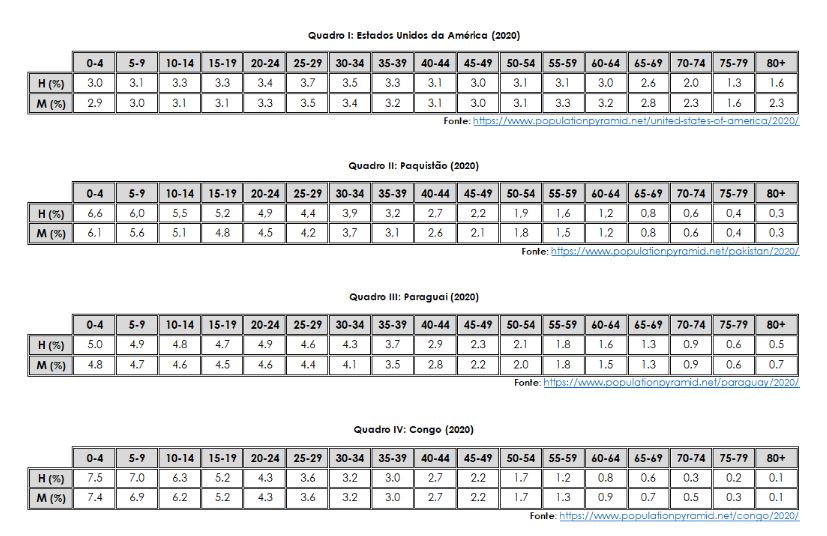 Quadro I: Estados Unidos da América (2020)
0-4 5-9 10-14 15-19 20-24 25-29 30-34 35-39 40-44 45-49 50-54 55-59 60-64 65-69 70-74 75-79 80+
H (%) 3.0 3.1 3.3 3.3 3.4 3.7 3.5 3.3 3.1 3.0 3.1 3.1 3.0 2.6 2.0 1.3 1.6
M (%) 2.9 3.0 3.1 3.1 3.3 3.5 3.4 3.2 3.1 3.0 3.1 3.3 3.2 2.8 2.3 1.6 2.3
Fonte: https://www.populationpyramid.net/united-states-of-america/2020/
Quadro II: Paquistão (2020)
0-4 5-9 10-14 15-19 20-24 25-29 30-34 35-39 40-44 45-49 50-54 55-59 60-64 65-69 70-74 75-79 80+
H (%) 6,6 6,0 5,5 5,2 4,9 4,4 3,9 3,2 2,7 2,2 1,9 1,6 1,2 0,8 0,6 0,4 0,3
M (%) 6,1 5,6 5,1 4,8 4,5 4,2 3,7 3,1 2,6 2,1 1,8 1,5 1,2 0,8 0,6 0,4 0,3
Fonte: https://www.populationpyramid.net/pakistan/2020/
Quadro III: Paraguai (2020)
0-4 5-9 10-14 15-19 20-24 25-29 30-34 35-39 40-44 45-49 50-54 55-59 60-64 65-69 70-74 75-79 80+
H (%) 5.0 4.9 4.8 4.7 4.9 4.6 4.3 3.7 2.9 2.3 2.1 1.8 1.6 1.3 0.9 0.6 0.5
M (%) 4.8 4.7 4.6 4.5 4.6 4.4 4.1 3.5 2.8 2.2 2.0 1.8 1.5 1.3 0.9 0.6 0.7
Fonte: https://www.populationpyramid.net/paraguay/2020/
Quadro IV: Congo (2020)
0-4 5-9 10-14 15-19 20-24 25-29 30-34 35-39 40-44 45-49 50-54 55-59 60-64 65-69 70-74 75-79 80+
H (%) 7.5 7.0 6.3 5.2 4.3 3.6 3.2 3.0 2.7 2.2 1.7 1.2 0.8 0.6 0.3 0.2 0.1
M (%) 7.4 6.9 6.2 5.2 4.3 3.6 3.2 3.0 2.7 2.2 1.7 1.3 0.9 0.7 0.5 0.3 0.1
Fonte: https://www.populationpyramid.net/congo/2020/